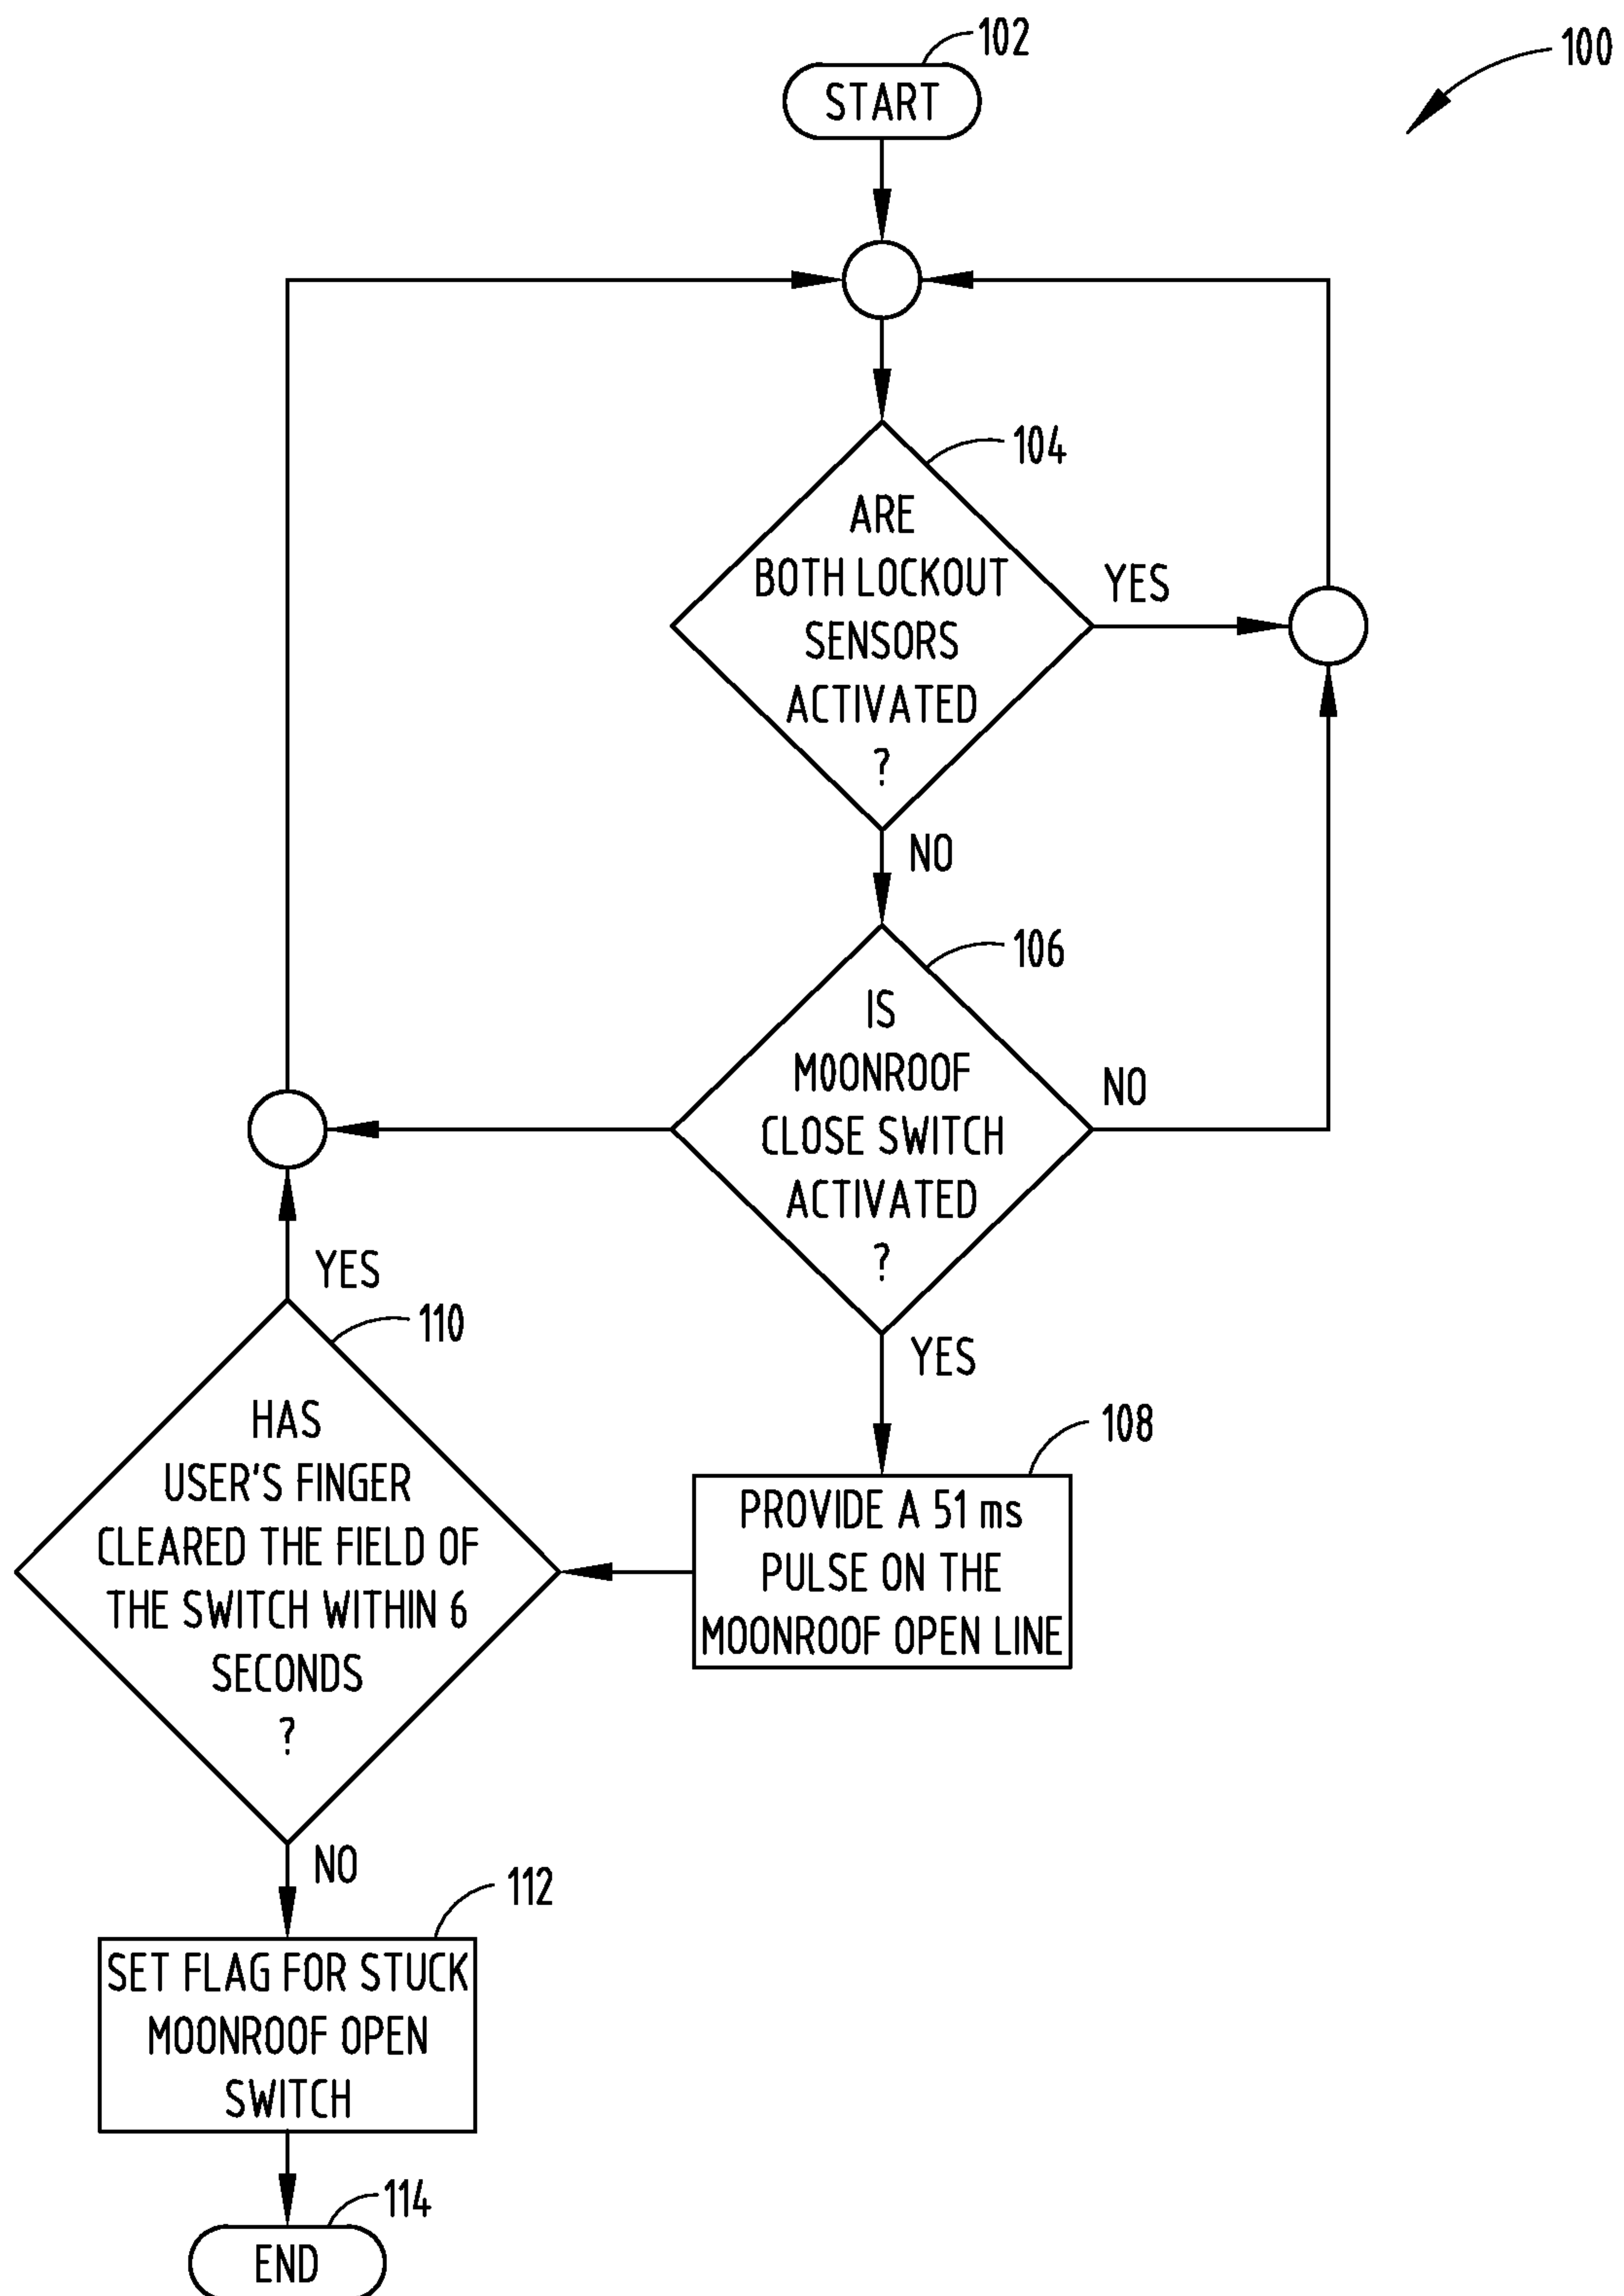 102
100
START
104
ARE
BOTH LOCKOUT
SENSORS
ACTIVATED
?
YES
NO
106
IS
MOONROOF
CLOSE SWITCH
ACTIVATED
?
NO
YES
YES
110
HAS
USER'S FINGER
CLEARED THE FIELD OF
THE SWITCH WITHIN 6
SECONDS
?
108
PROVIDE A 51 ms
PULSE ON THE
MOONROOF OPEN LINE
NO
112
SET FLAG FOR STUCK
MOONROOF OPEN
SWITCH
114
END